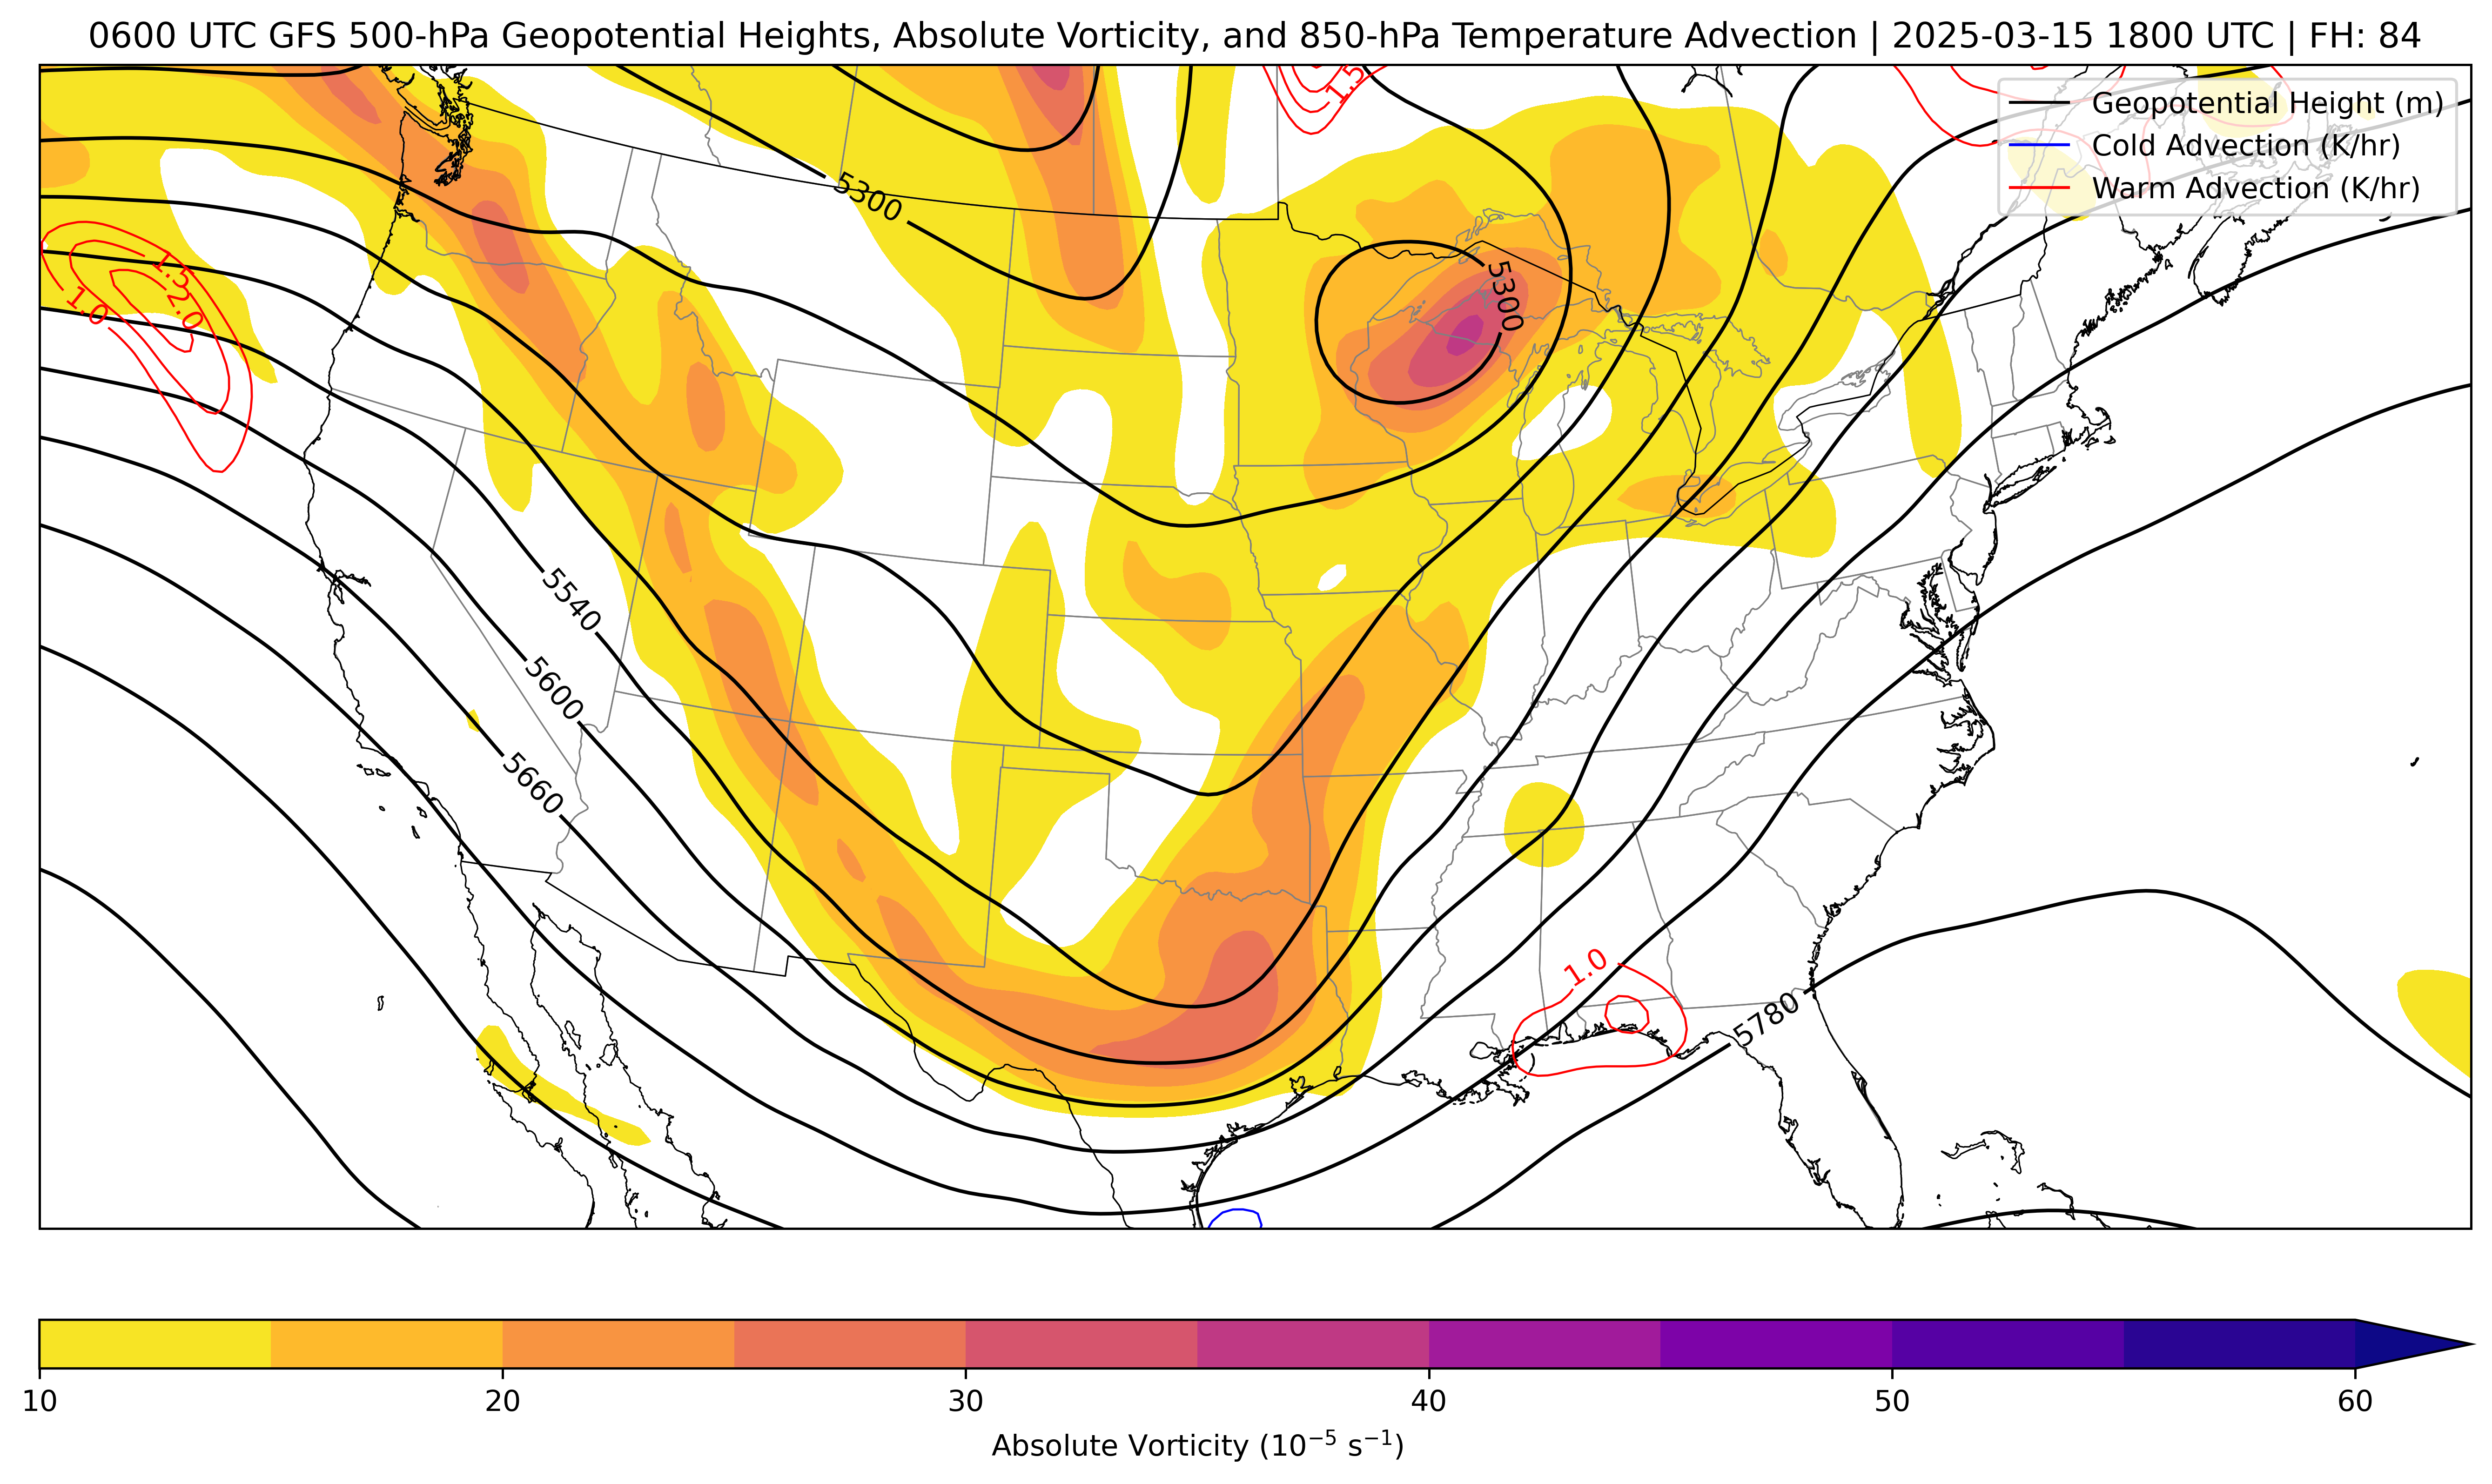 0600 UTC GFS 500-hPa Geopotential Heights, Absolute Vorticity, and 850-hPa Temperature Advection | 2025-03-15 1800 UTC | FH: 84
Geopotential Height (m)
Cold Advection (K/hr)
Warm Advection (K/hr)
1.5
5300
5300
1.5
2.0
1.0
5540
5600
5660
1.0
5780
10 20 30 40 50 60
Absolute Vorticity (10⁻⁵ s⁻¹)